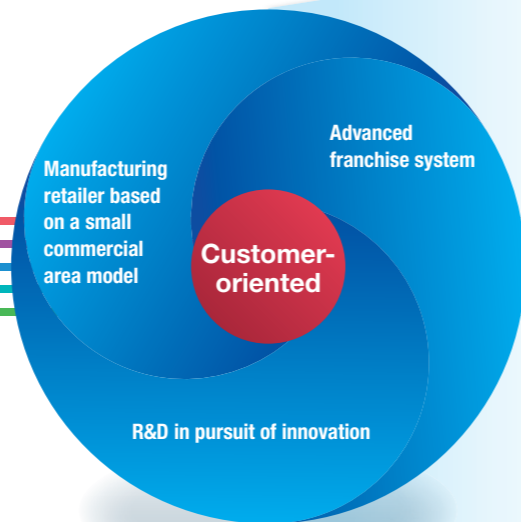 Advanced
franchise system
Manufacturing
retailer based
on a small
commercial
area model
Customer-
oriented
R&D in pursuit of innovation